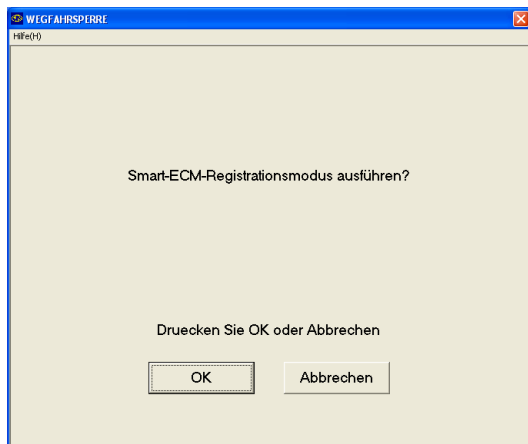 WEGFAHRSPERRE
Hilfe(H)
Smart-ECM-Registrationsmodus ausführen?
Druecken Sie OK oder Abbrechen
OK
Abbrechen